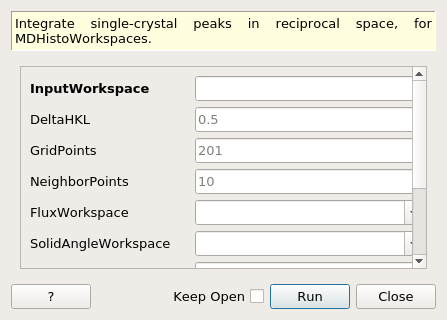 Integrate single-crystal peaks in reciprocal space, for
MDHistoWorkspaces.
InputWorkspace
DeltaHKL 0.5
GridPoints 201
NeighborPoints 10
FluxWorkspace
SolidAngleWorkspace
? Keep Open Run Close